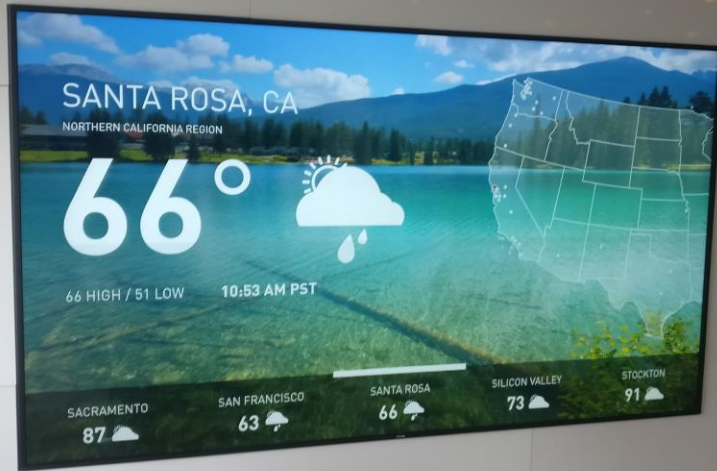 SANTA ROSA, CA
NORTHERN CALIFORNIA REGION
66°
66 HIGH / 51 LOW
10:53 AM PST
SACRAMENTO
87
SAN FRANCISCO
63
SANTA ROSA
66
SILICON VALLEY
73
STOCKTON
91